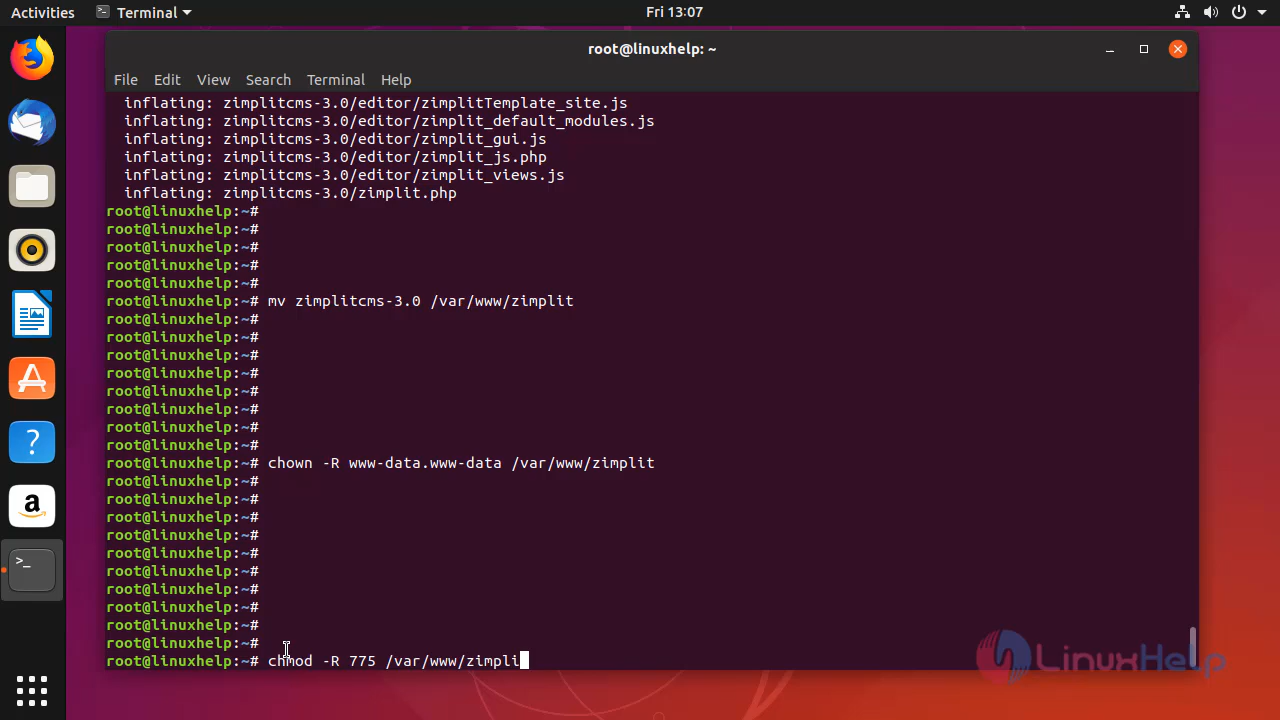 Activities Terminal Fri 13:07
root@linuxhelp: ~
File Edit View Search Terminal Help
inflating: zimplitcms-3.0/editor/zimplitTemplate_site.js
inflating: zimplitcms-3.0/editor/zimplit_default_modules.js
inflating: zimplitcms-3.0/editor/zimplit_gui.js
inflating: zimplitcms-3.0/editor/zimplit_js.php
inflating: zimplitcms-3.0/editor/zimplit_views.js
inflating: zimplitcms-3.0/zimplit.php
root@linuxhelp:~#
root@linuxhelp:~#
root@linuxhelp:~#
root@linuxhelp:~#
root@linuxhelp:~#
root@linuxhelp:~# mv zimplitcms-3.0 /var/www/zimplit
root@linuxhelp:~#
root@linuxhelp:~#
root@linuxhelp:~#
root@linuxhelp:~#
root@linuxhelp:~#
root@linuxhelp:~#
root@linuxhelp:~#
root@linuxhelp:~#
root@linuxhelp:~# chown -R www-data.www-data /var/www/zimplit
root@linuxhelp:~#
root@linuxhelp:~#
root@linuxhelp:~#
root@linuxhelp:~#
root@linuxhelp:~#
root@linuxhelp:~#
root@linuxhelp:~#
root@linuxhelp:~#
root@linuxhelp:~#
root@linuxhelp:~#
root@linuxhelp:~# chmod -R 775 /var/www/zimpli
LinuxHelp